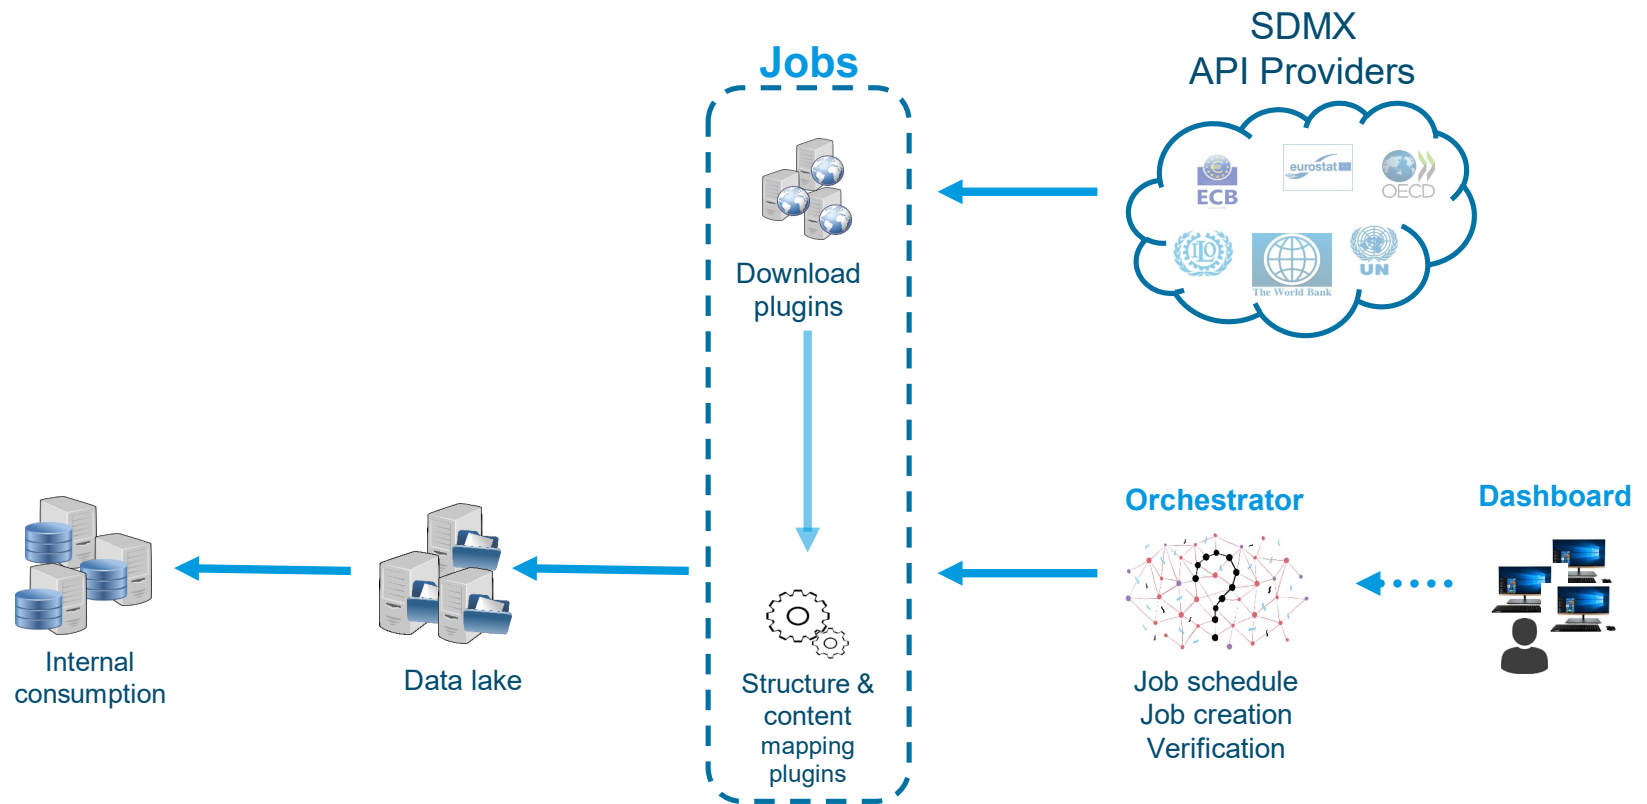 SDMX
API Providers
Jobs
ECB
eurostat
OECD
ILO
The World Bank
UN
Download
plugins
Orchestrator
Dashboard
Internal
consumption
Data lake
Structure &
content
mapping
plugins
Job schedule
Job creation
Verification